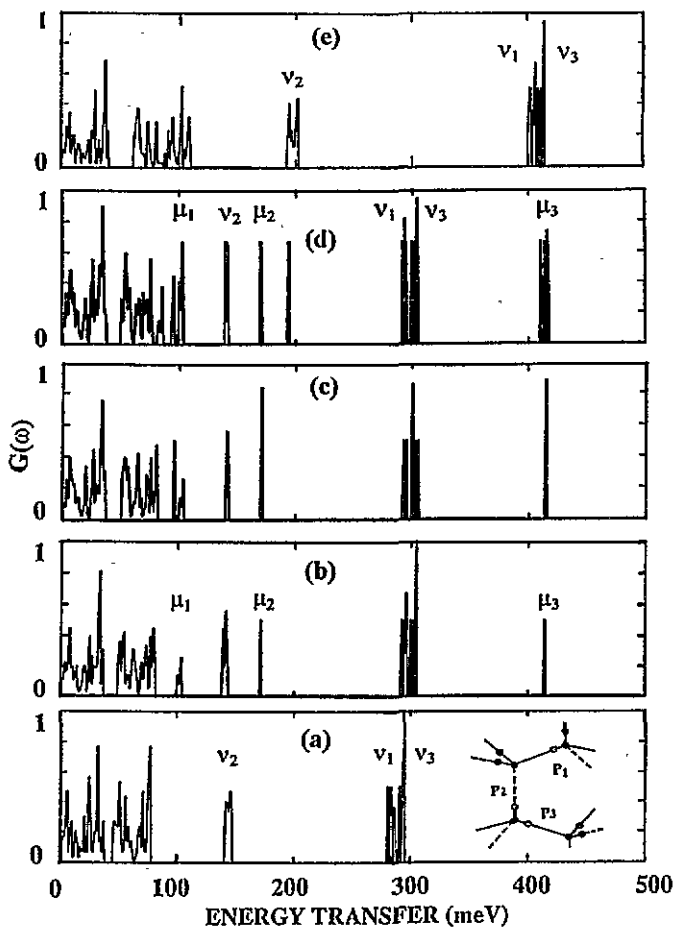 1
(e)
ν₂
ν₁
ν₃
0
1
(d)
μ₁
ν₂
μ₂
ν₁
ν₃
μ₃
0
1
(c)
0
G(ω)
1
(b)
μ₁
μ₂
μ₃
0
1
(a)
ν₂
ν₁
ν₃
P₁
P₂
P₃
0
0 100 200 300 400 500
ENERGY TRANSFER (meV)